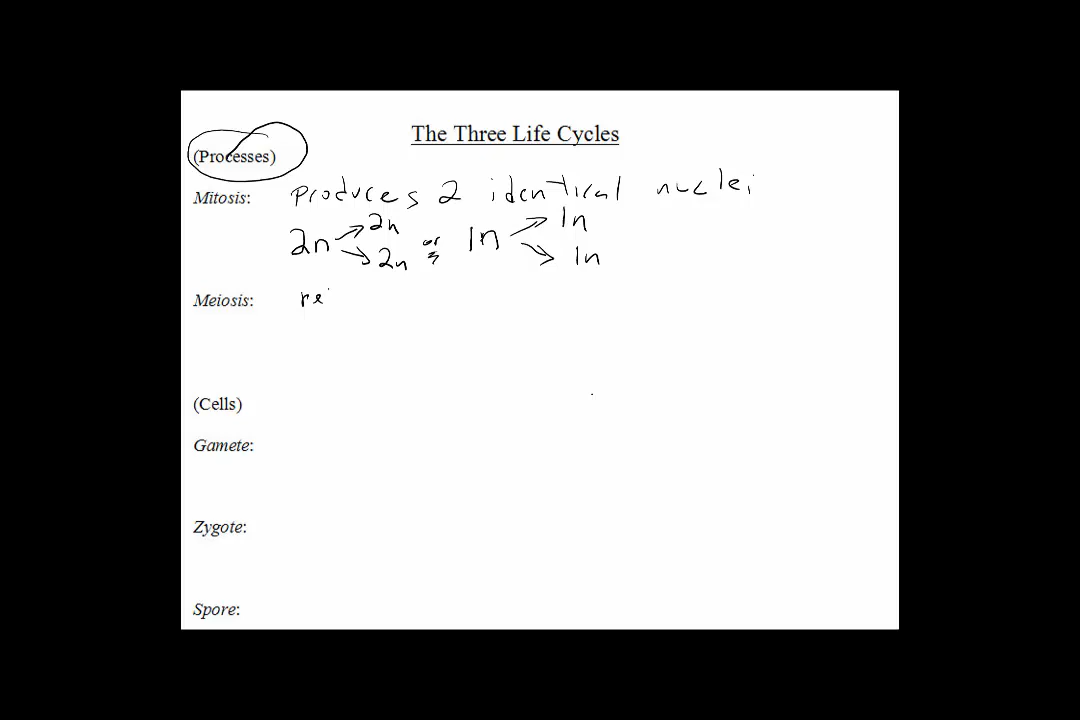 The Three Life Cycles
(Processes)
Mitosis: produces 2 identical nuclei
2n 2n 2n or 1n 1n 1n
Meiosis: re
(Cells)
Gamete:
Zygote:
Spore: